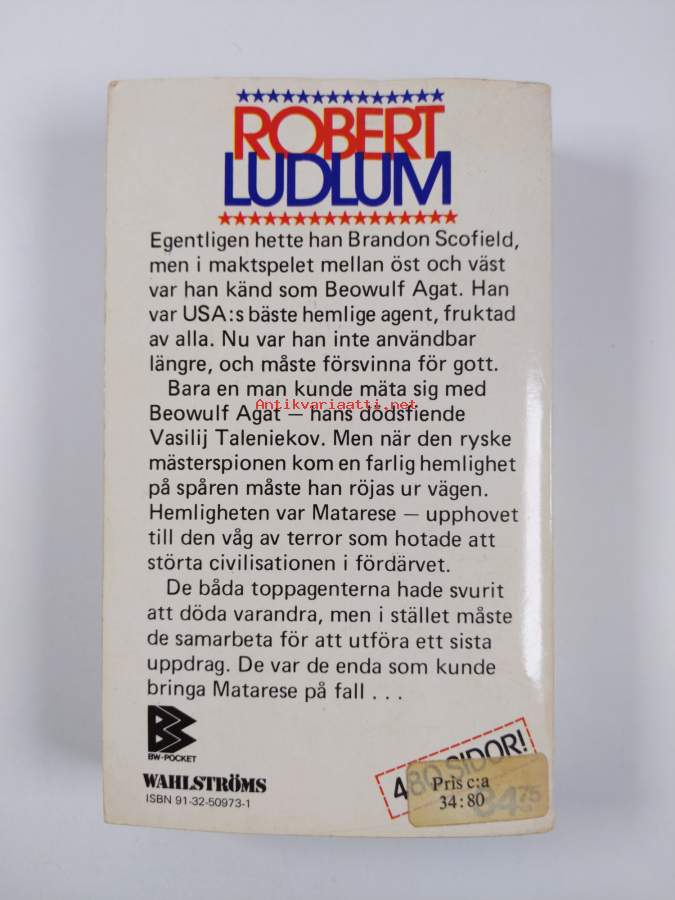 ROBERT
LUDLUM
Egentligen hette han Brandon Scofield,
men i maktspelet mellan öst och väst
var han känd som Beowulf Agat. Han
var USA:s bäste hemlige agent, fruktad
av alla. Nu var han inte användbar
längre, och måste försvinna för gott.
Bara en man kunde mäta sig med
Antikvariaatti.net
Beowulf Agat — hans dödsfiende
Vasilij Taleniekov. Men när den ryske
mästerspionen kom en farlig hemlighet
på spåren måste han röjas ur vägen.
Hemligheten var Matarese — upphovet
till den våg av terror som hotade att
störta civilisationen i fördärvet.
De båda toppagenterna hade svurit
att döda varandra, men i stället måste
de samarbeta för att utföra ett sista
uppdrag. De var de enda som kunde
bringa Matarese på fall . . .
BW-POCKET
WAHLSTRÖMS
ISBN 91-32-50973-1
480 SIDOR!
Pris c:a
34:80
34 75